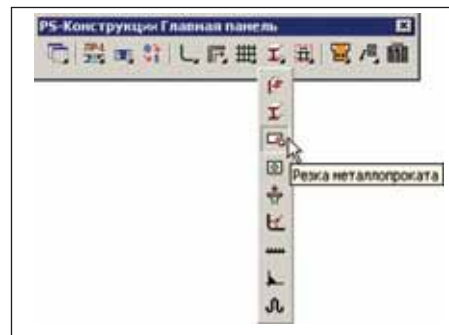 PS-Конструкции Главная панель
Резка металлопроката